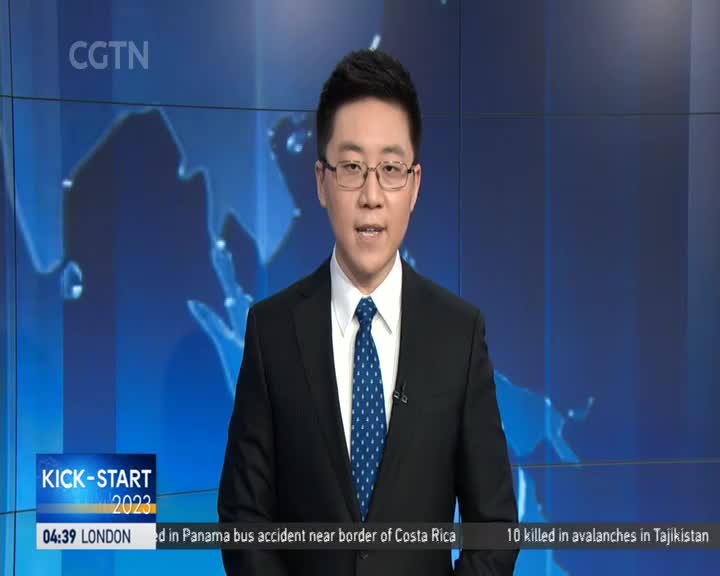 CGTN
KICK-START
2023
04:39 LONDON
in Panama bus accident near border of Costa Rica 10 killed in avalanches in Tajikistan